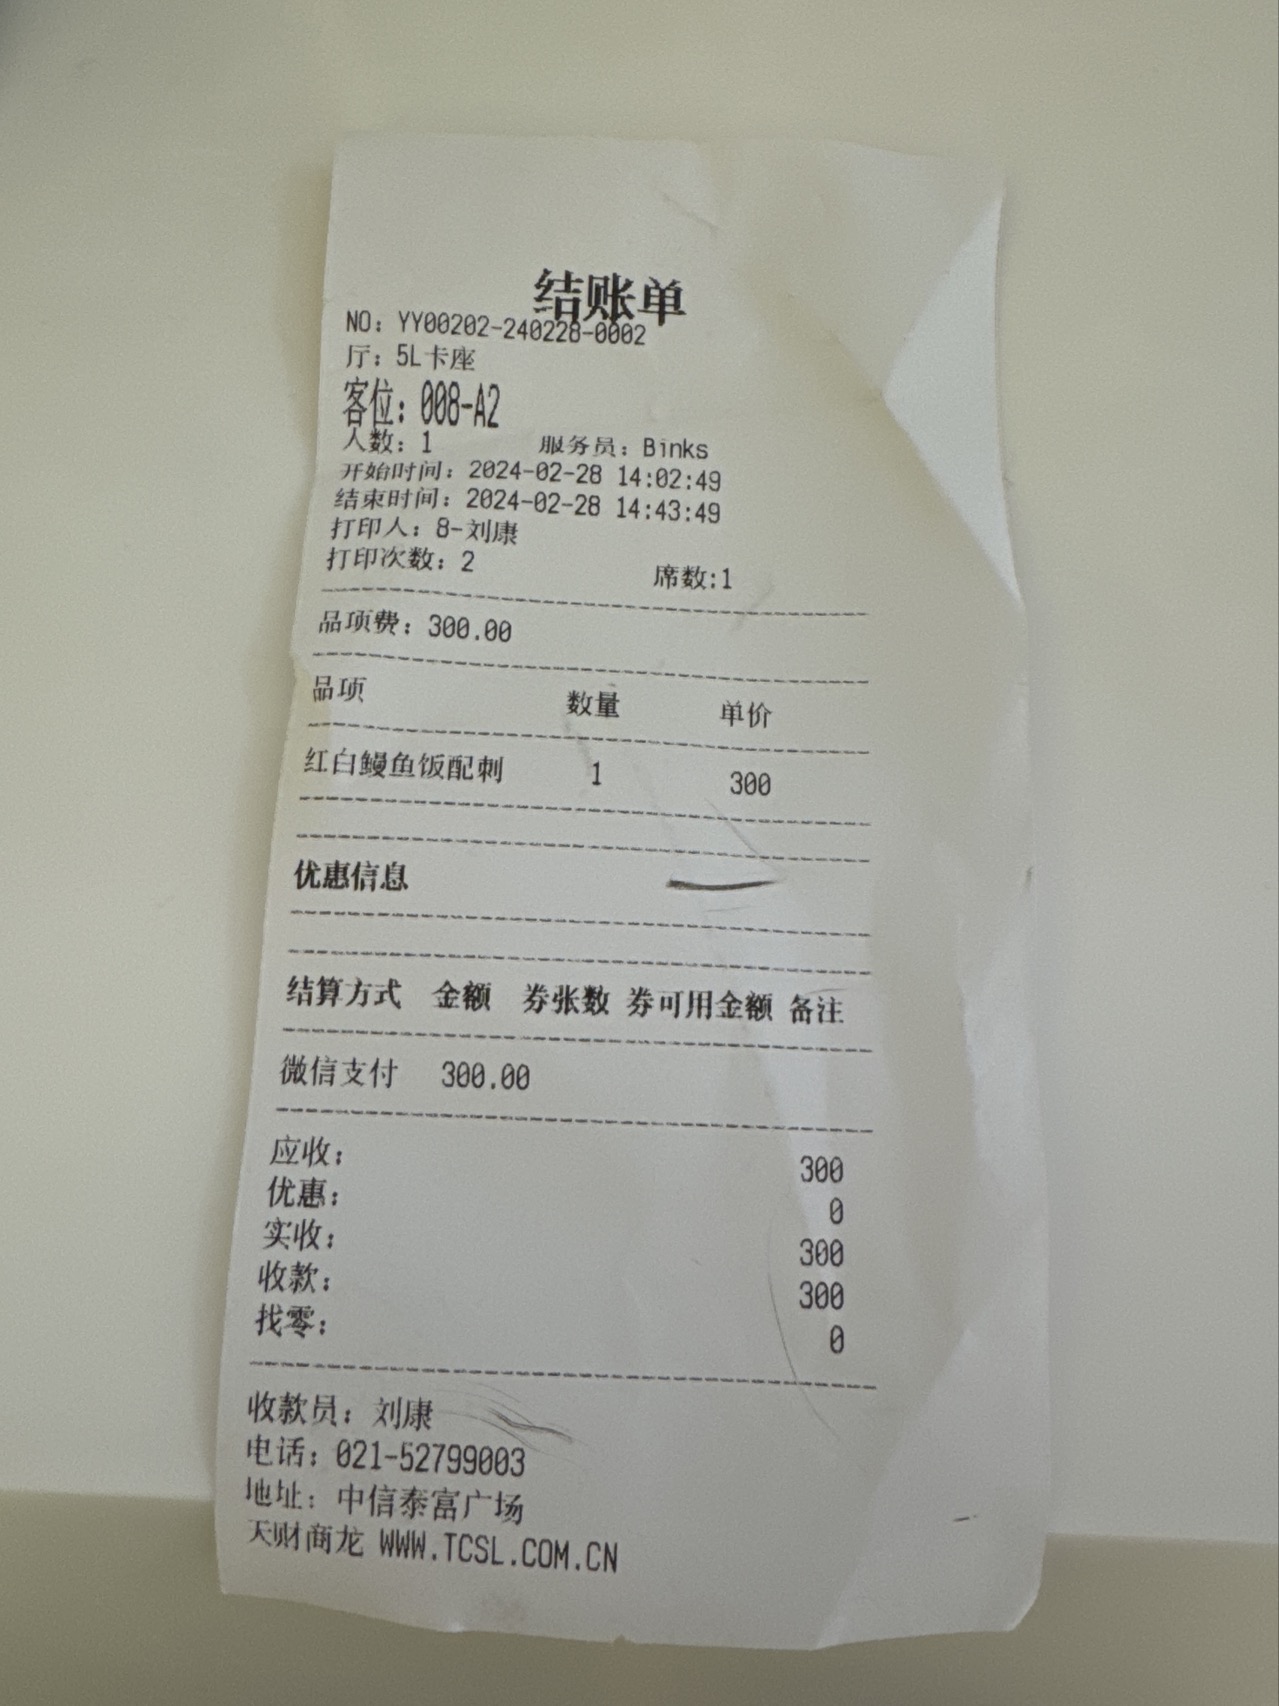 结账单
NO: YY00202-240228-0002
厅: 5L卡座
客位: 008-A2
人数: 1 服务员: Binks
开始时间: 2024-02-28 14:02:49
结束时间: 2024-02-28 14:43:49
打印人: 8-刘康
打印次数: 2 席数:1
品项费: 300.00
品项 数量 单价
红白鳗鱼饭配刺 1 300
优惠信息
结算方式 金额 券张数 券可用金额 备注
微信支付 300.00
应收: 300
优惠: 0
实收: 300
收款: 300
找零: 0
收款员: 刘康
电话: 021-52799003
地址: 中信泰富广场
天财商龙 WWW.TCSL.COM.CN